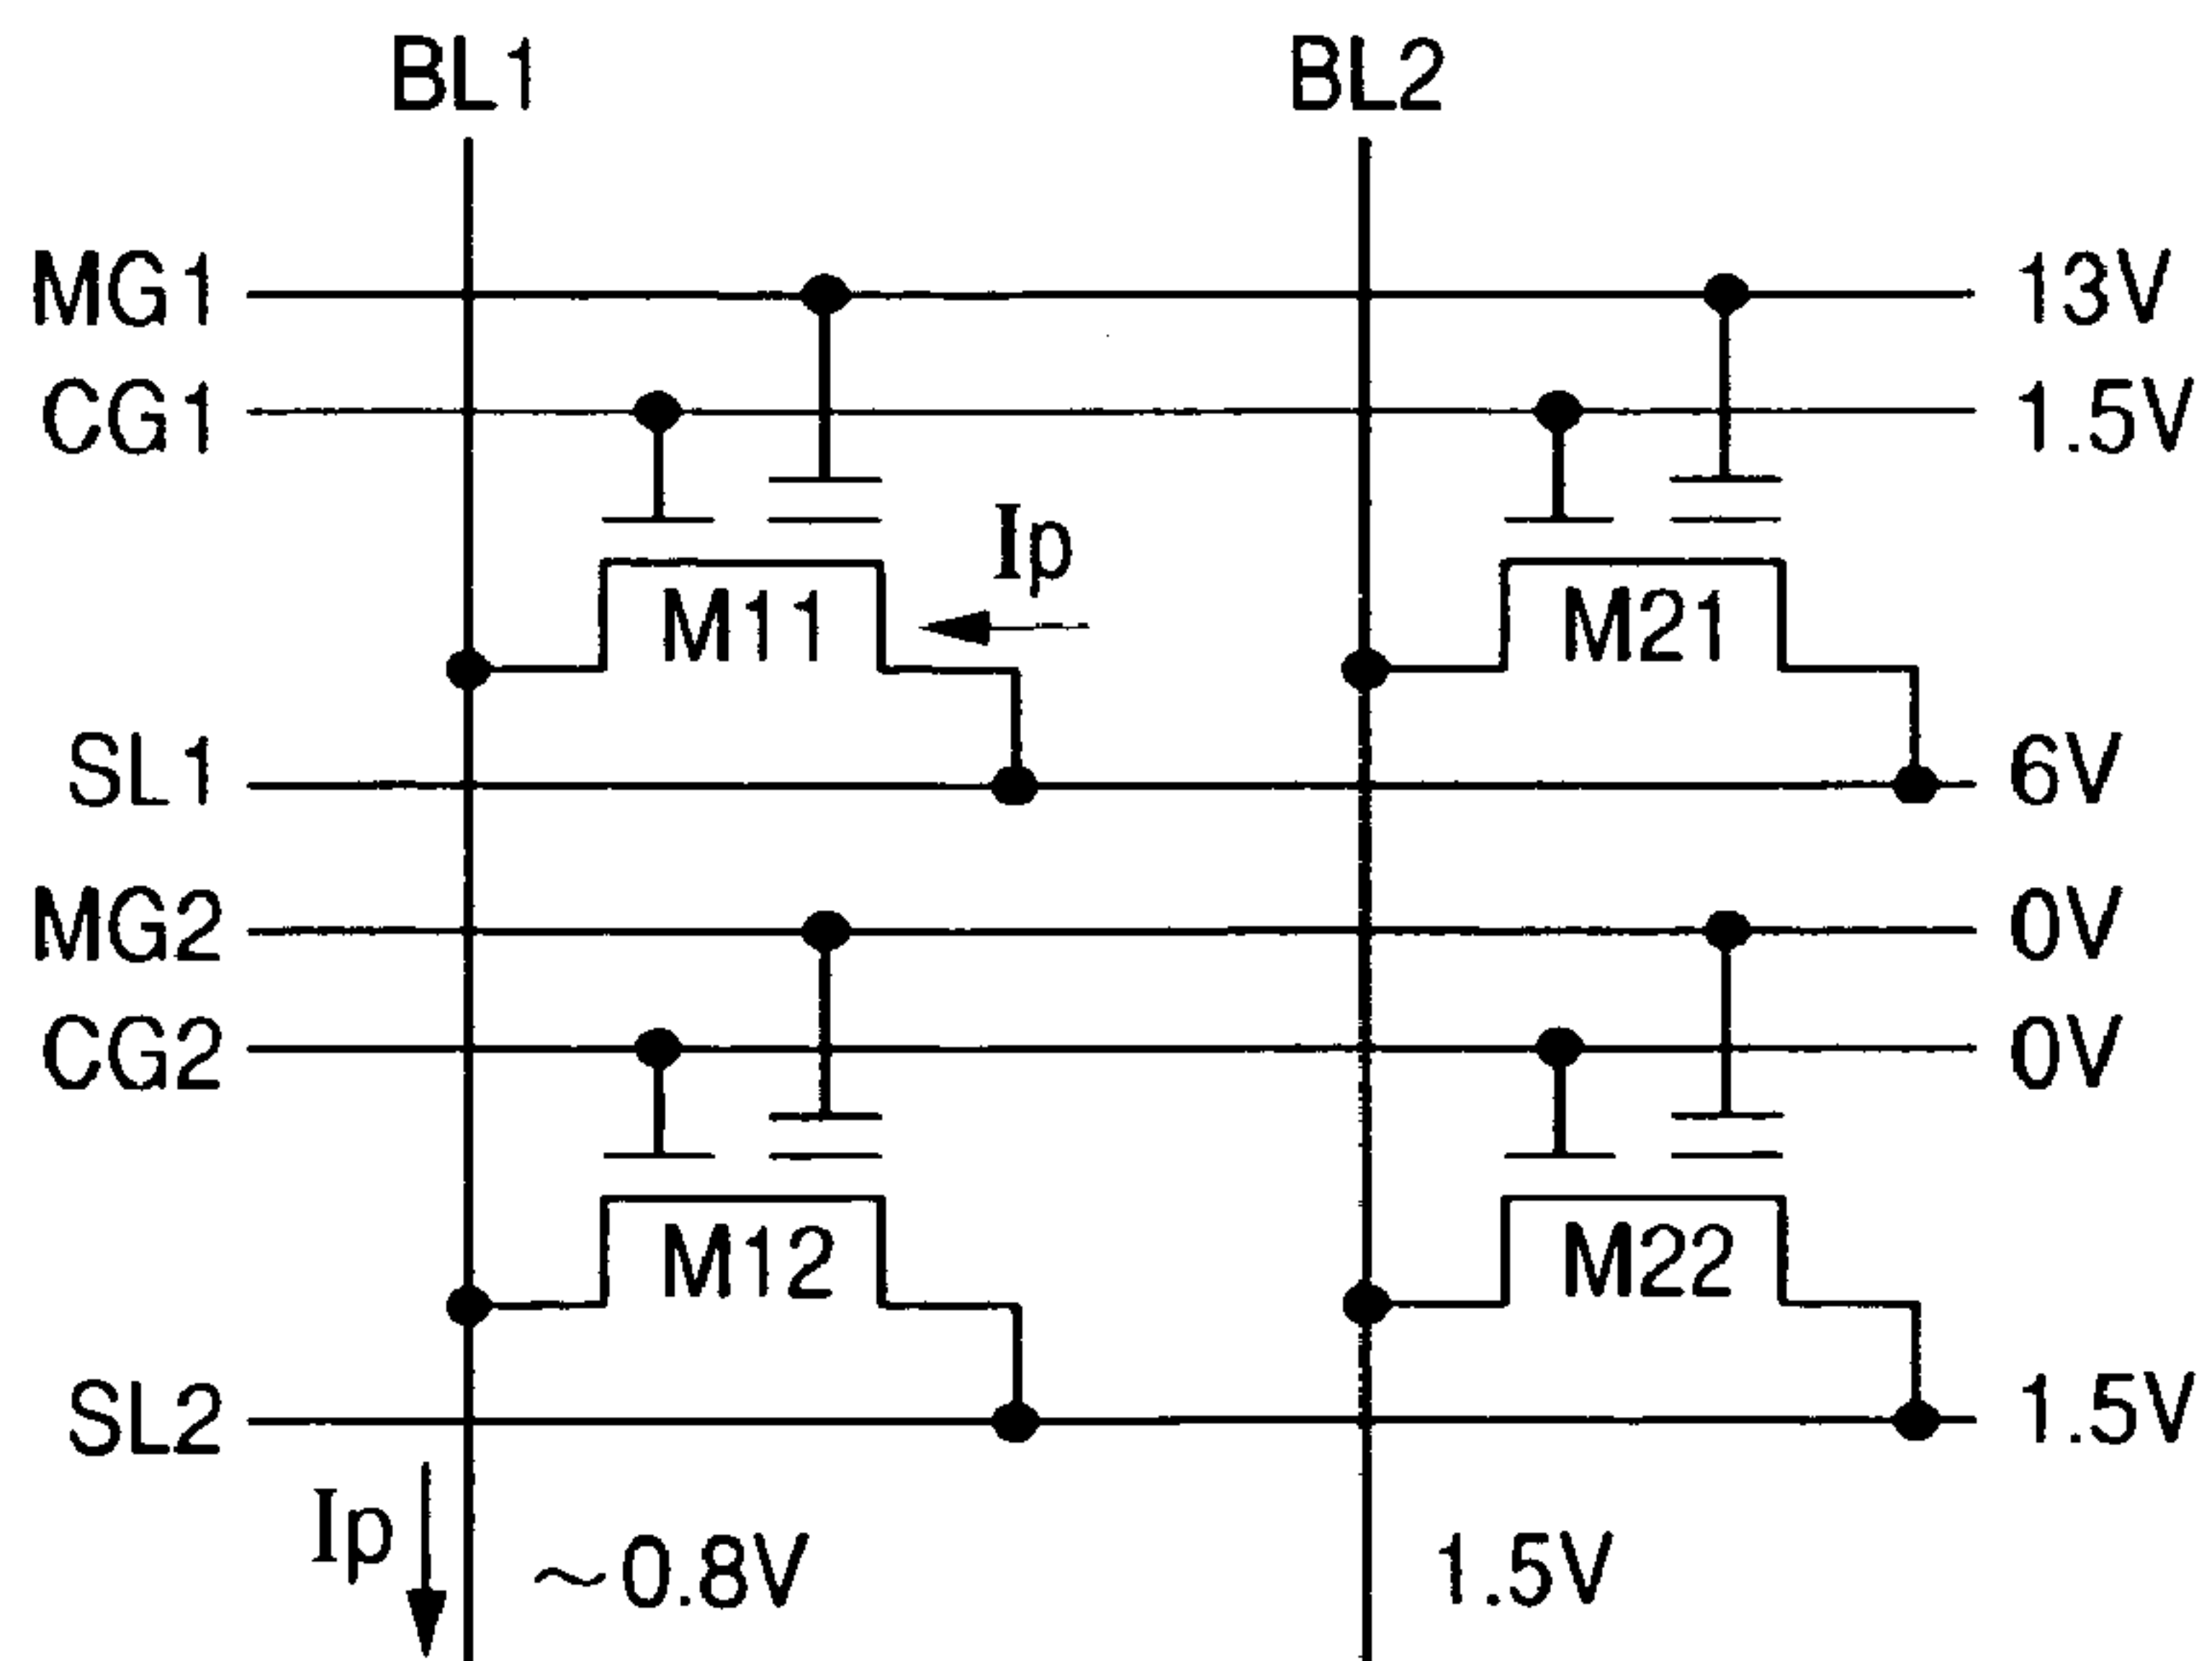 BL1 BL2
MG1 13V
CG1 1.5V
Ip
M11 M21
SL1 6V
MG2 0V
CG2 0V
M12 M22
SL2 1.5V
Ip ~0.8V 1.5V